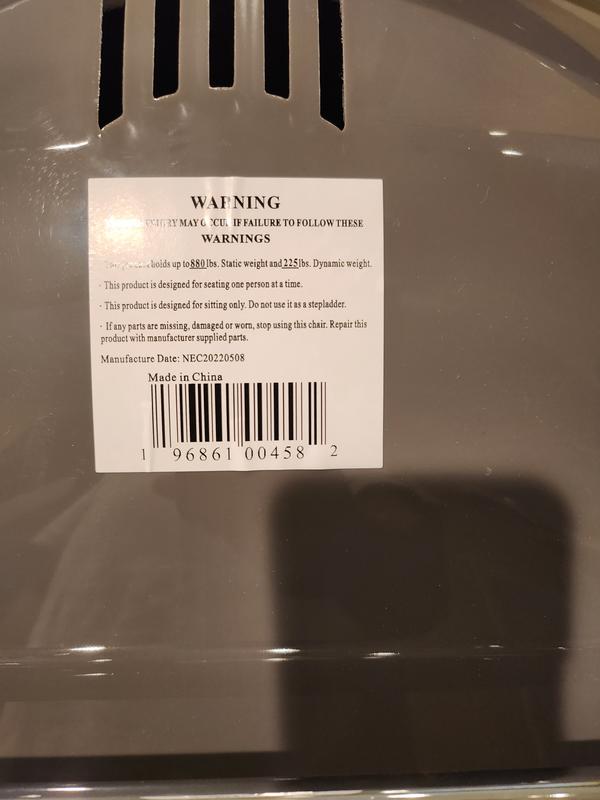 WARNING
INJURY MAY OCCUR IF FAILURE TO FOLLOW THESE
WARNINGS
holds up to 880 lbs. Static weight and 225 lbs. Dynamic weight.
· This product is designed for seating one person at a time.
· This product is designed for sitting only. Do not use it as a stepladder.
· If any parts are missing, damaged or worn, stop using this chair. Repair this
product with manufacturer supplied parts.
Manufacture Date: NEC20220508
Made in China
1 96861 00458 2